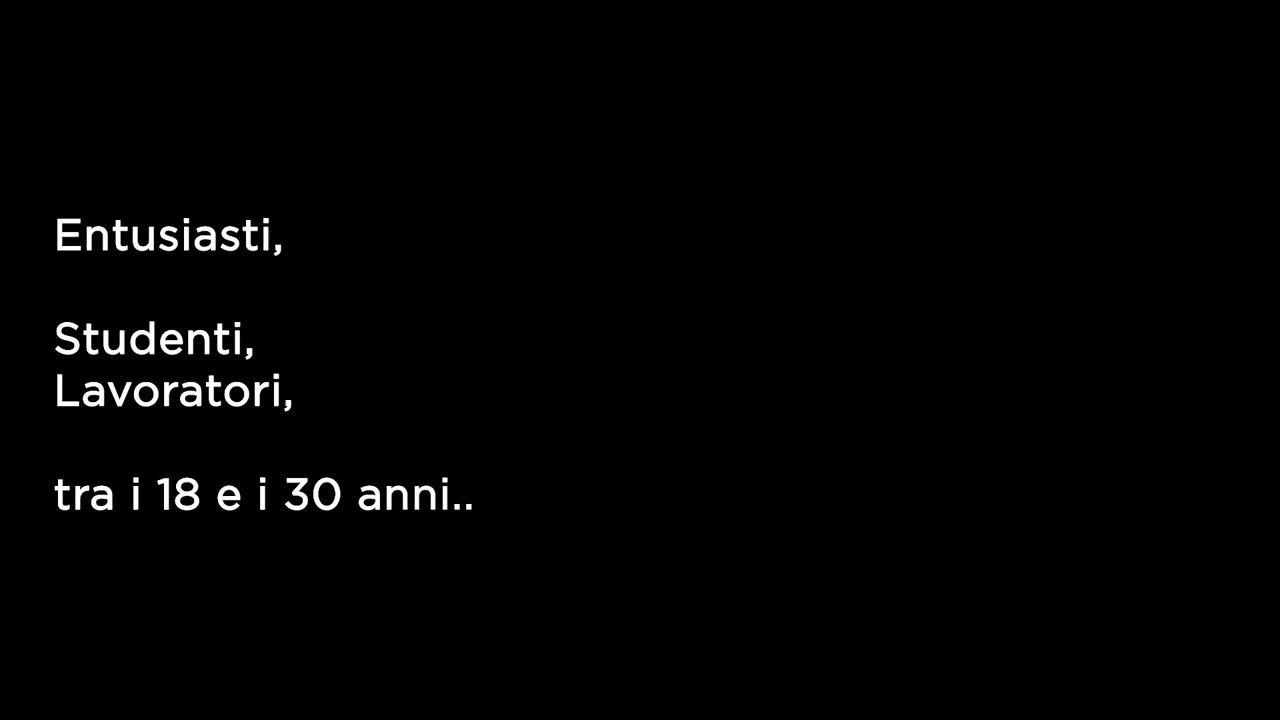 Entusiasti,
Studenti,
Lavoratori,
tra i 18 e i 30 anni..